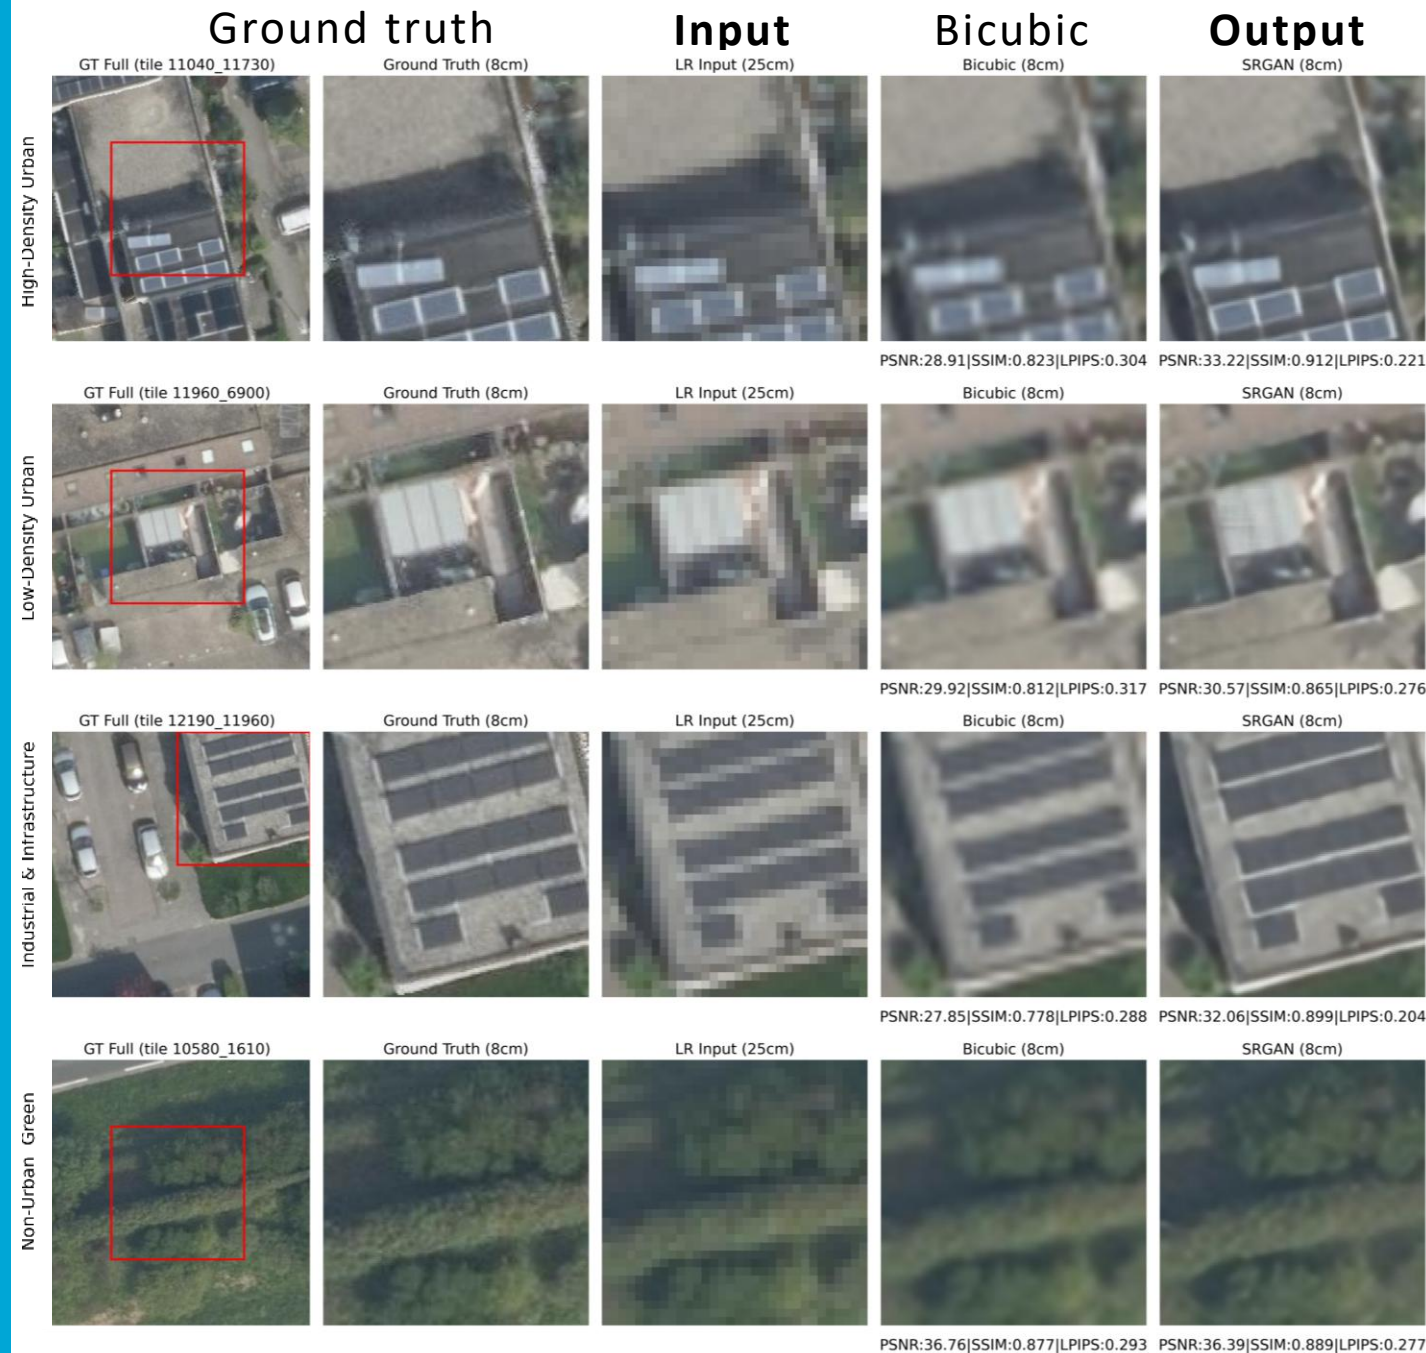 Ground truth Input Bicubic Output
GT Full (tile 11040_11730) Ground Truth (8cm) LR Input (25cm) Bicubic (8cm) SRGAN (8cm)
High-Density Urban
PSNR:28.91|SSIM:0.823|LPIPS:0.304 PSNR:33.22|SSIM:0.912|LPIPS:0.221
GT Full (tile 11960_6900) Ground Truth (8cm) LR Input (25cm) Bicubic (8cm) SRGAN (8cm)
Low-Density Urban
PSNR:29.92|SSIM:0.812|LPIPS:0.317 PSNR:30.57|SSIM:0.865|LPIPS:0.276
GT Full (tile 12190_11960) Ground Truth (8cm) LR Input (25cm) Bicubic (8cm) SRGAN (8cm)
Industrial & Infrastructure
PSNR:27.85|SSIM:0.778|LPIPS:0.288 PSNR:32.06|SSIM:0.899|LPIPS:0.204
GT Full (tile 10580_1610) Ground Truth (8cm) LR Input (25cm) Bicubic (8cm) SRGAN (8cm)
Non-Urban Green
PSNR:36.76|SSIM:0.877|LPIPS:0.293 PSNR:36.39|SSIM:0.889|LPIPS:0.277